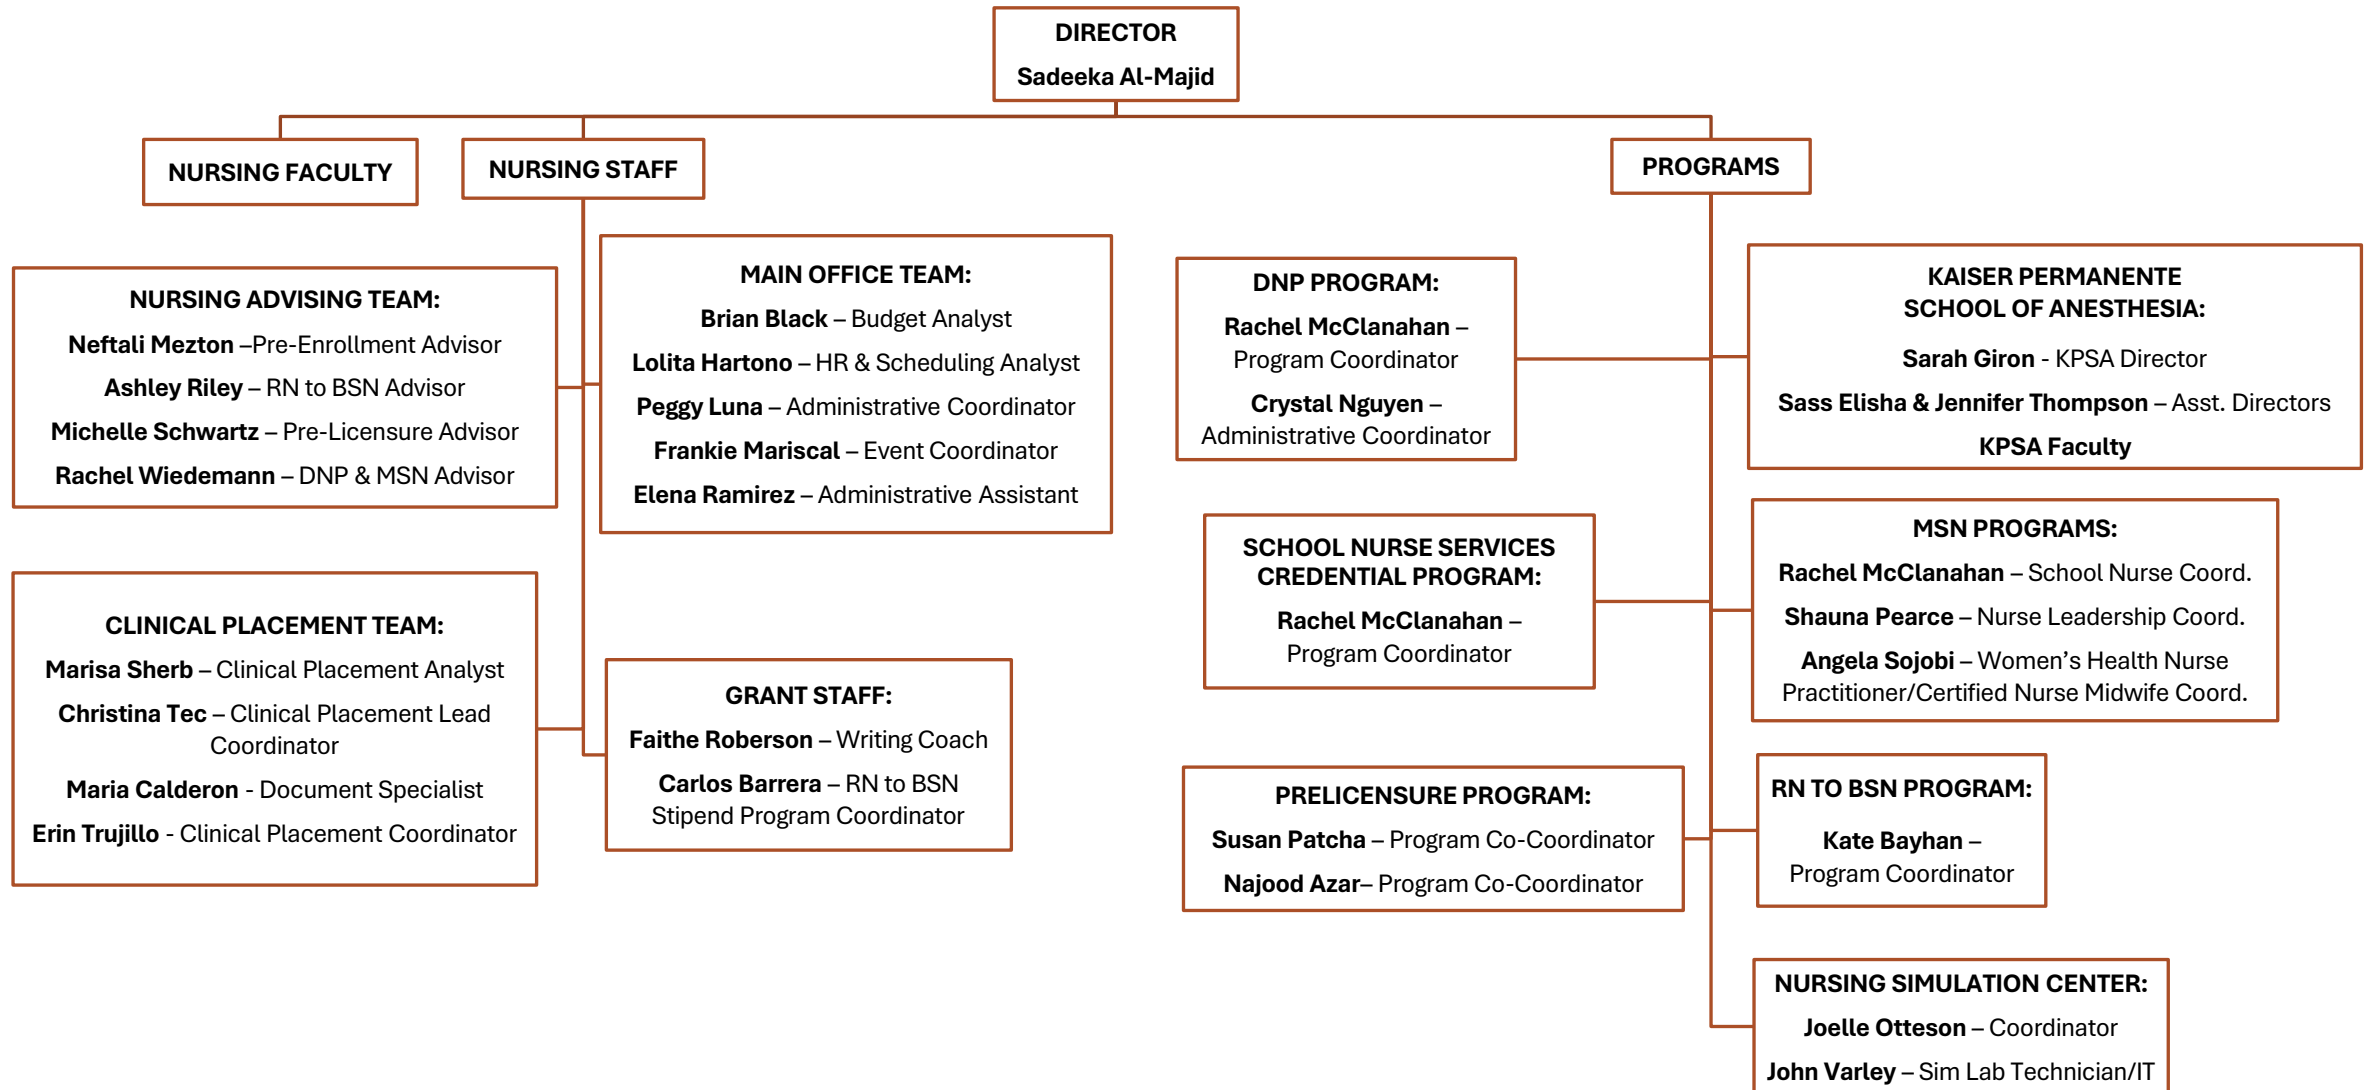 DIRECTOR
Sadeeka Al-Majid
NURSING FACULTY
NURSING STAFF
PROGRAMS
NURSING ADVISING TEAM:
Neftali Mezton –Pre-Enrollment Advisor
Ashley Riley – RN to BSN Advisor
Michelle Schwartz – Pre-Licensure Advisor
Rachel Wiedemann – DNP & MSN Advisor
MAIN OFFICE TEAM:
Brian Black – Budget Analyst
Lolita Hartono – HR & Scheduling Analyst
Peggy Luna – Administrative Coordinator
Frankie Mariscal – Event Coordinator
Elena Ramirez – Administrative Assistant
CLINICAL PLACEMENT TEAM:
Marisa Sherb – Clinical Placement Analyst
Christina Tec – Clinical Placement Lead
Coordinator
Maria Calderon - Document Specialist
Erin Trujillo - Clinical Placement Coordinator
GRANT STAFF:
Faithe Roberson – Writing Coach
Carlos Barrera – RN to BSN
Stipend Program Coordinator
DNP PROGRAM:
Rachel McClanahan –
Program Coordinator
Crystal Nguyen –
Administrative Coordinator
KAISER PERMANENTE
SCHOOL OF ANESTHESIA:
Sarah Giron - KPSA Director
Sass Elisha & Jennifer Thompson – Asst. Directors
KPSA Faculty
SCHOOL NURSE SERVICES
CREDENTIAL PROGRAM:
Rachel McClanahan –
Program Coordinator
MSN PROGRAMS:
Rachel McClanahan – School Nurse Coord.
Shauna Pearce – Nurse Leadership Coord.
Angela Sojobi – Women’s Health Nurse
Practitioner/Certified Nurse Midwife Coord.
PRELICENSURE PROGRAM:
Susan Patcha – Program Co-Coordinator
Najood Azar– Program Co-Coordinator
RN TO BSN PROGRAM:
Kate Bayhan –
Program Coordinator
NURSING SIMULATION CENTER:
Joelle Otteson – Coordinator
John Varley – Sim Lab Technician/IT